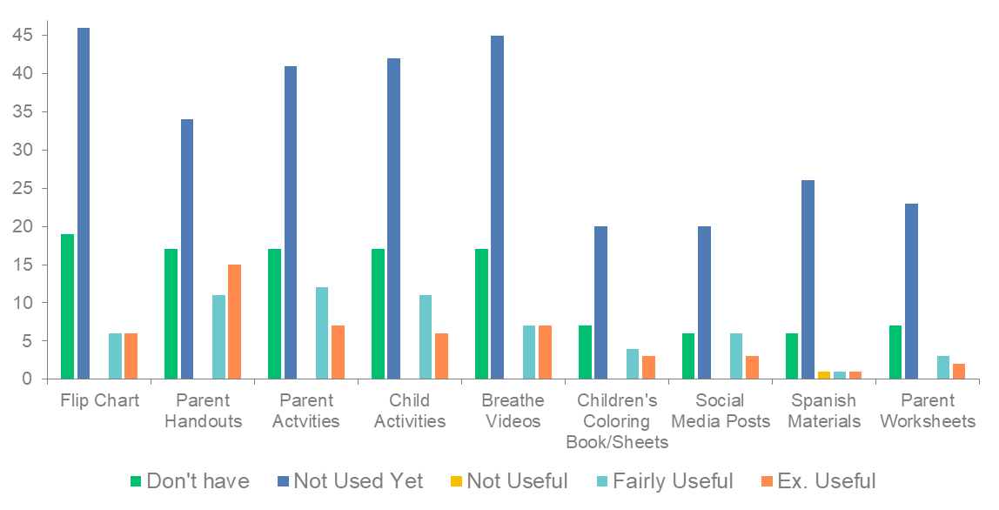 45
40
35
30
25
20
15
10
5
0
Flip Chart
Parent
Handouts
Parent
Actvities
Child
Activities
Breathe
Videos
Children's
Coloring
Book/Sheets
Social
Media Posts
Spanish
Materials
Parent
Worksheets
Don't have
Not Used Yet
Not Useful
Fairly Useful
Ex. Useful